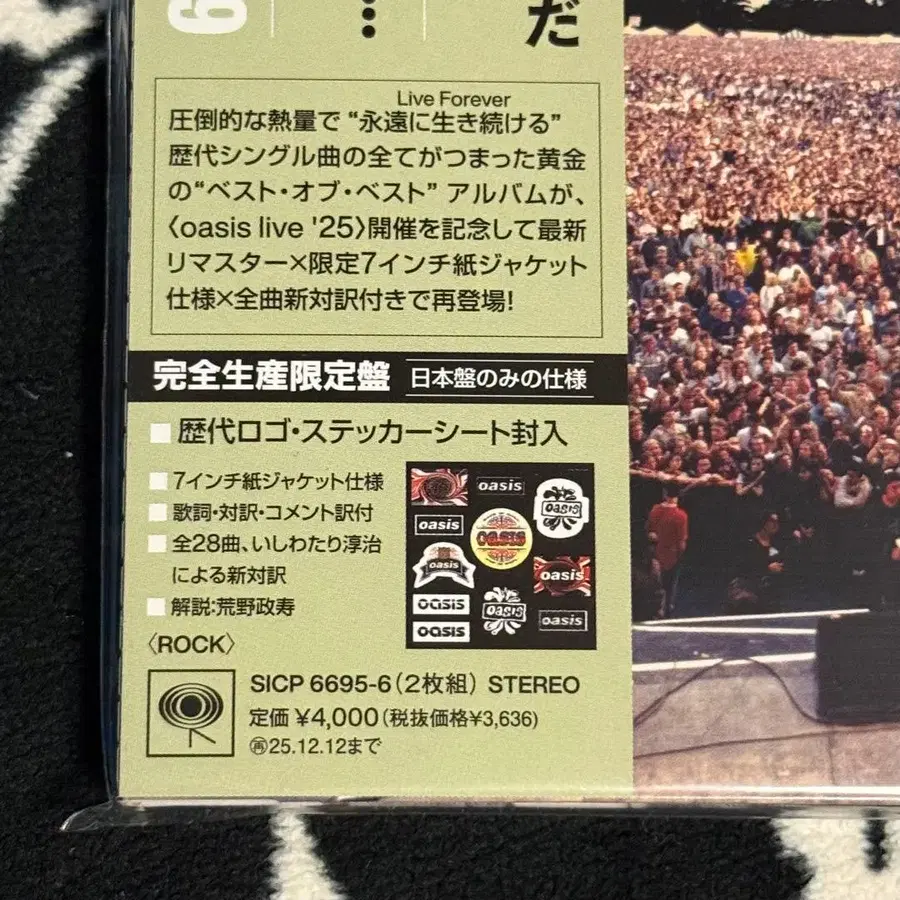 6
…
だ
Live Forever
圧倒的な熱量で“永遠に生き続ける”
歴代シングル曲の全てがつまった黄金
の“ベスト・オブ・ベスト” アルバムが、
〈oasis live '25〉開催を記念して最新
リマスター×限定7インチ紙ジャケット
仕様×全曲新対訳付きで再登場!
完全生産限定盤 日本盤のみの仕様
■歴代ロゴ・ステッカーシート封入
■7インチ紙ジャケット仕様
■歌詞・対訳・コメント訳付
■全28曲、いしわたり淳治
による新対訳
■解説:荒野政寿
oasis
oasis
oasis
oasis
oasis
oasis
oasis
oasis
oasis
oasis
〈ROCK〉
SICP 6695-6(2枚組) STEREO
定価 ¥4,000(税抜価格¥3,636)
㊢25.12.12まで